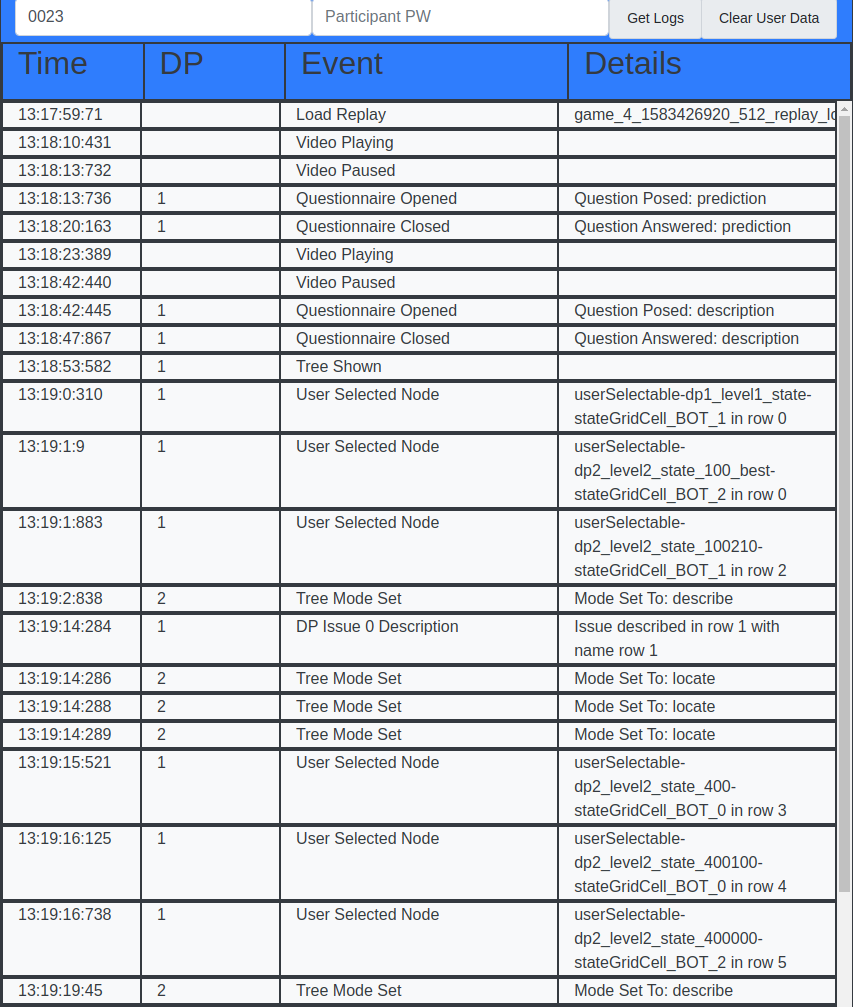 0023 Participant PW Get Logs Clear User Data
Time DP Event Details
13:17:59:71 Load Replay game_4_1583426920_512_replay_lo
13:18:10:431 Video Playing
13:18:13:732 Video Paused
13:18:13:736 1 Questionnaire Opened Question Posed: prediction
13:18:20:163 1 Questionnaire Closed Question Answered: prediction
13:18:23:389 Video Playing
13:18:42:440 Video Paused
13:18:42:445 1 Questionnaire Opened Question Posed: description
13:18:47:867 1 Questionnaire Closed Question Answered: description
13:18:53:582 1 Tree Shown
13:19:0:310 1 User Selected Node userSelectable-dp1_level1_state-
stateGridCell_BOT_1 in row 0
13:19:1:9 1 User Selected Node userSelectable-
dp2_level2_state_100_best-
stateGridCell_BOT_2 in row 0
13:19:1:883 1 User Selected Node userSelectable-
dp2_level2_state_100210-
stateGridCell_BOT_1 in row 2
13:19:2:838 2 Tree Mode Set Mode Set To: describe
13:19:14:284 1 DP Issue 0 Description Issue described in row 1 with
name row 1
13:19:14:286 2 Tree Mode Set Mode Set To: locate
13:19:14:288 2 Tree Mode Set Mode Set To: locate
13:19:14:289 2 Tree Mode Set Mode Set To: locate
13:19:15:521 1 User Selected Node userSelectable-
dp2_level2_state_400-
stateGridCell_BOT_0 in row 3
13:19:16:125 1 User Selected Node userSelectable-
dp2_level2_state_400100-
stateGridCell_BOT_0 in row 4
13:19:16:738 1 User Selected Node userSelectable-
dp2_level2_state_400000-
stateGridCell_BOT_2 in row 5
13:19:19:45 2 Tree Mode Set Mode Set To: describe